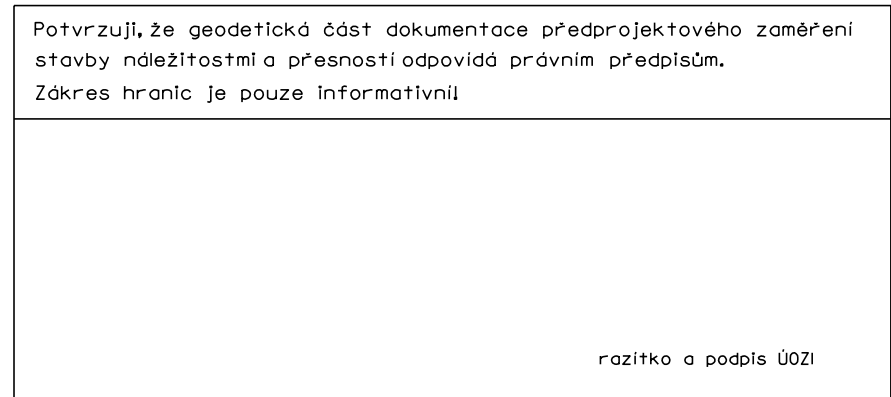 Potvrzuji, že geodetická část dokumentace předprojektového zaměření
stavby náležitostmi a přesností odpovídá právním předpisům.
Zákres hranic je pouze informativní!
razítko a podpis ÚOZI